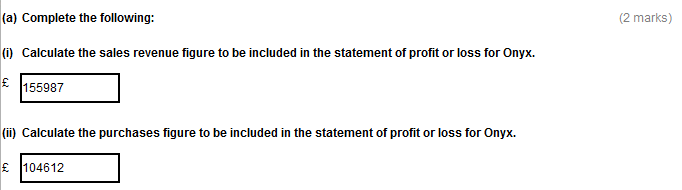 (a) Complete the following: (2 marks)
(i) Calculate the sales revenue figure to be included in the statement of profit or loss for Onyx.
£ 155987
(ii) Calculate the purchases figure to be included in the statement of profit or loss for Onyx.
£ 104612